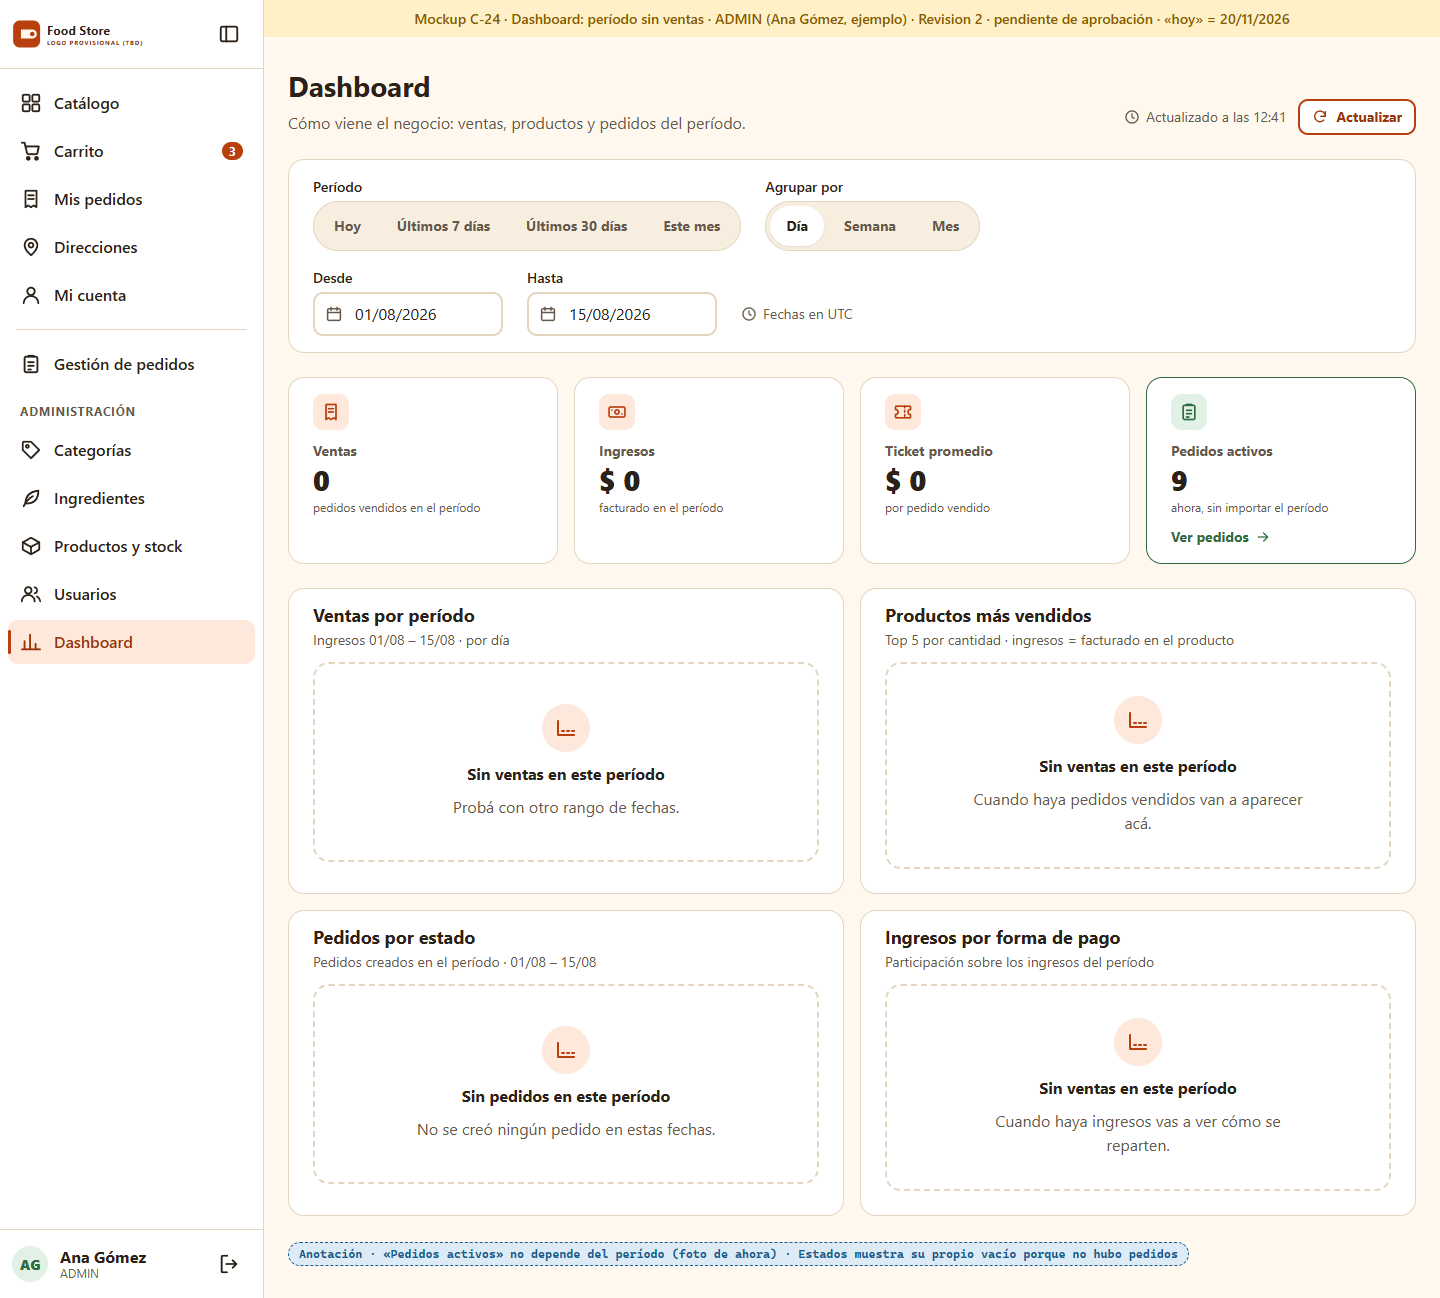 Food Store
LOGO PROVISIONAL (TBD)
Catálogo
Carrito
3
Mis pedidos
Direcciones
Mi cuenta
Gestión de pedidos
ADMINISTRACIÓN
Categorías
Ingredientes
Productos y stock
Usuarios
Dashboard
AG
Ana Gómez
ADMIN
Mockup C-24 · Dashboard: período sin ventas · ADMIN (Ana Gómez, ejemplo) · Revision 2 · pendiente de aprobación · «hoy» = 20/11/2026
Dashboard
Cómo viene el negocio: ventas, productos y pedidos del período.
Actualizado a las 12:41
Actualizar
Período
Hoy Últimos 7 días Últimos 30 días Este mes
Agrupar por
Día Semana Mes
Desde
01/08/2026
Hasta
15/08/2026
Fechas en UTC
Ventas
0
pedidos vendidos en el período
Ingresos
$ 0
facturado en el período
Ticket promedio
$ 0
por pedido vendido
Pedidos activos
9
ahora, sin importar el período
Ver pedidos →
Ventas por período
Ingresos 01/08 – 15/08 · por día
Sin ventas en este período
Probá con otro rango de fechas.
Productos más vendidos
Top 5 por cantidad · ingresos = facturado en el producto
Sin ventas en este período
Cuando haya pedidos vendidos van a aparecer
acá.
Pedidos por estado
Pedidos creados en el período · 01/08 – 15/08
Sin pedidos en este período
No se creó ningún pedido en estas fechas.
Ingresos por forma de pago
Participación sobre los ingresos del período
Sin ventas en este período
Cuando haya ingresos vas a ver cómo se
reparten.
Anotación · «Pedidos activos» no depende del período (foto de ahora) · Estados muestra su propio vacío porque no hubo pedidos